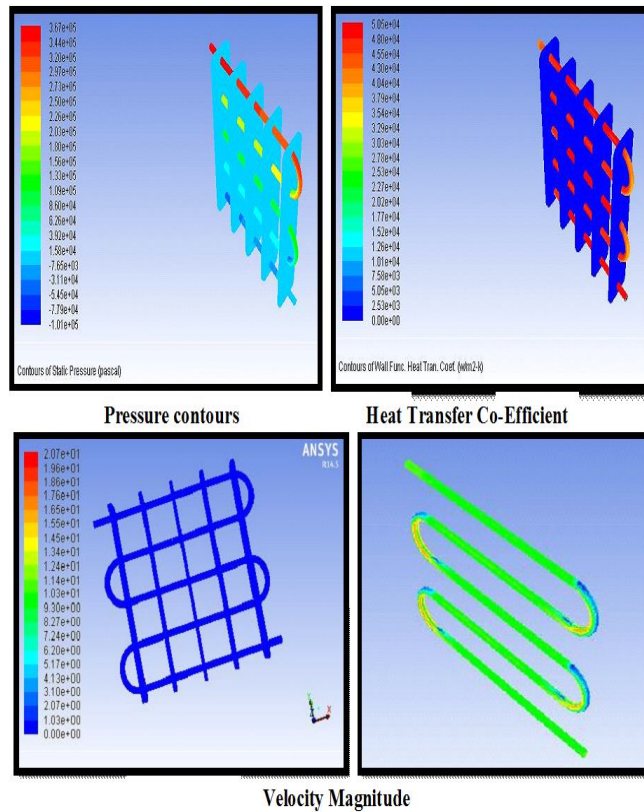 3.67e+05
3.44e+05
3.20e+05
2.97e+05
2.73e+05
2.50e+05
2.26e+05
2.03e+05
1.80e+05
1.56e+05
1.33e+05
1.09e+05
8.60e+04
6.26e+04
3.92e+04
1.58e+04
-7.65e+03
-3.11e+04
-5.45e+04
-7.79e+04
-1.01e+05
Contours of Static Pressure (pascal)
5.05e+04
4.80e+04
4.55e+04
4.30e+04
4.04e+04
3.79e+04
3.54e+04
3.28e+04
3.03e+04
2.78e+04
2.53e+04
2.27e+04
2.02e+04
1.77e+04
1.52e+04
1.26e+04
1.01e+04
7.58e+03
5.05e+03
2.53e+03
0.00e+00
Contours of Wall Func. Heat Tran. Coef. (w/m2-k)
Pressure contours
Heat Transfer Co-Efficient
2.07e+01
1.96e+01
1.86e+01
1.76e+01
1.65e+01
1.55e+01
1.45e+01
1.34e+01
1.24e+01
1.14e+01
1.03e+01
9.30e+00
8.27e+00
7.24e+00
6.20e+00
5.17e+00
4.13e+00
3.10e+00
2.07e+00
1.03e+00
0.00e+00
ANSYS
R14.5
Velocity Magnitude